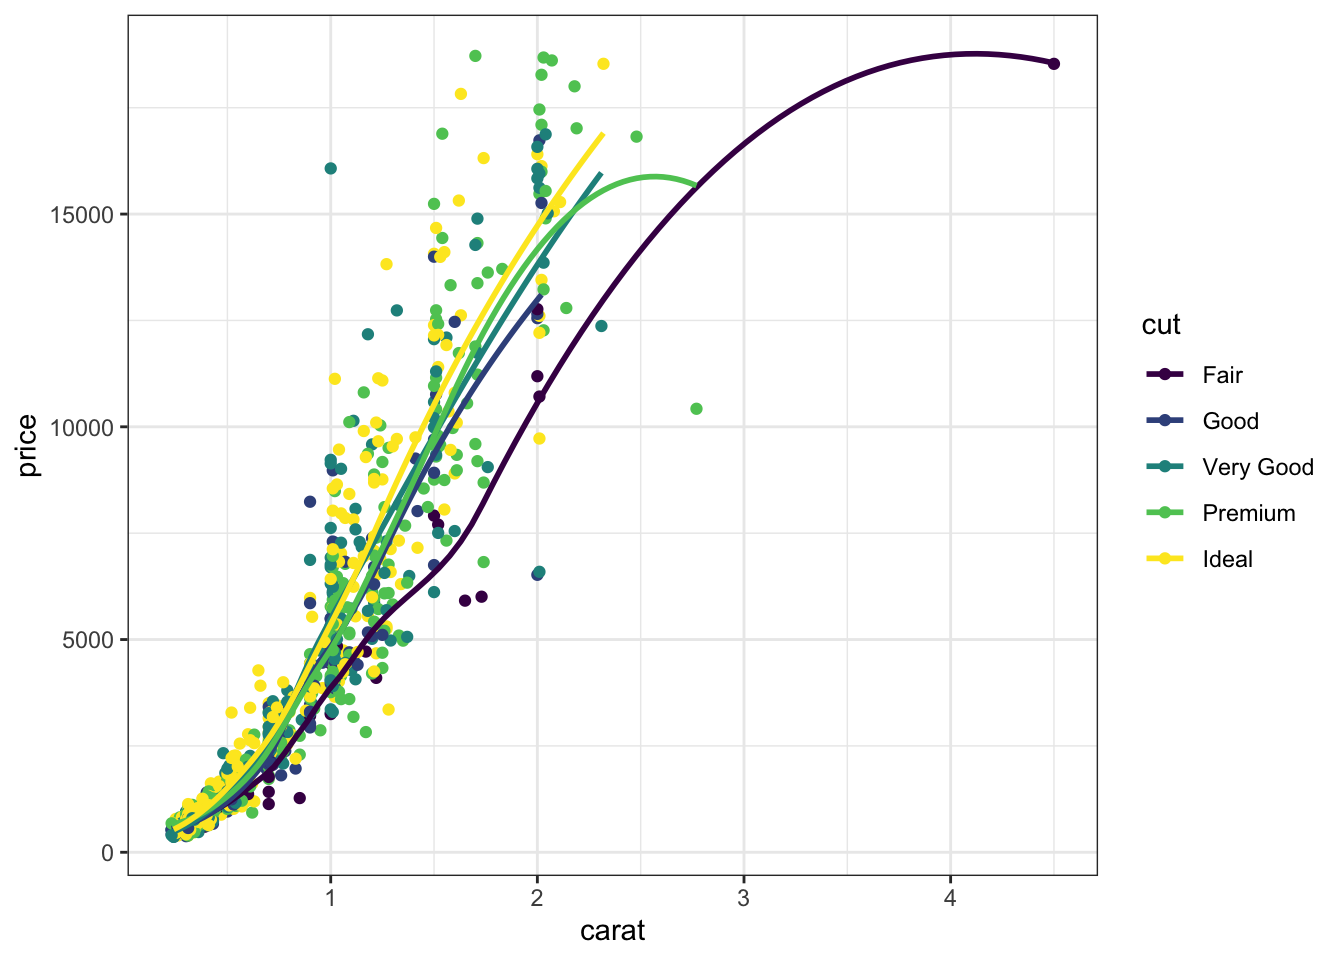 15000
10000
5000
0
price
1
2
3
4
carat
cut
Fair
Good
Very Good
Premium
Ideal